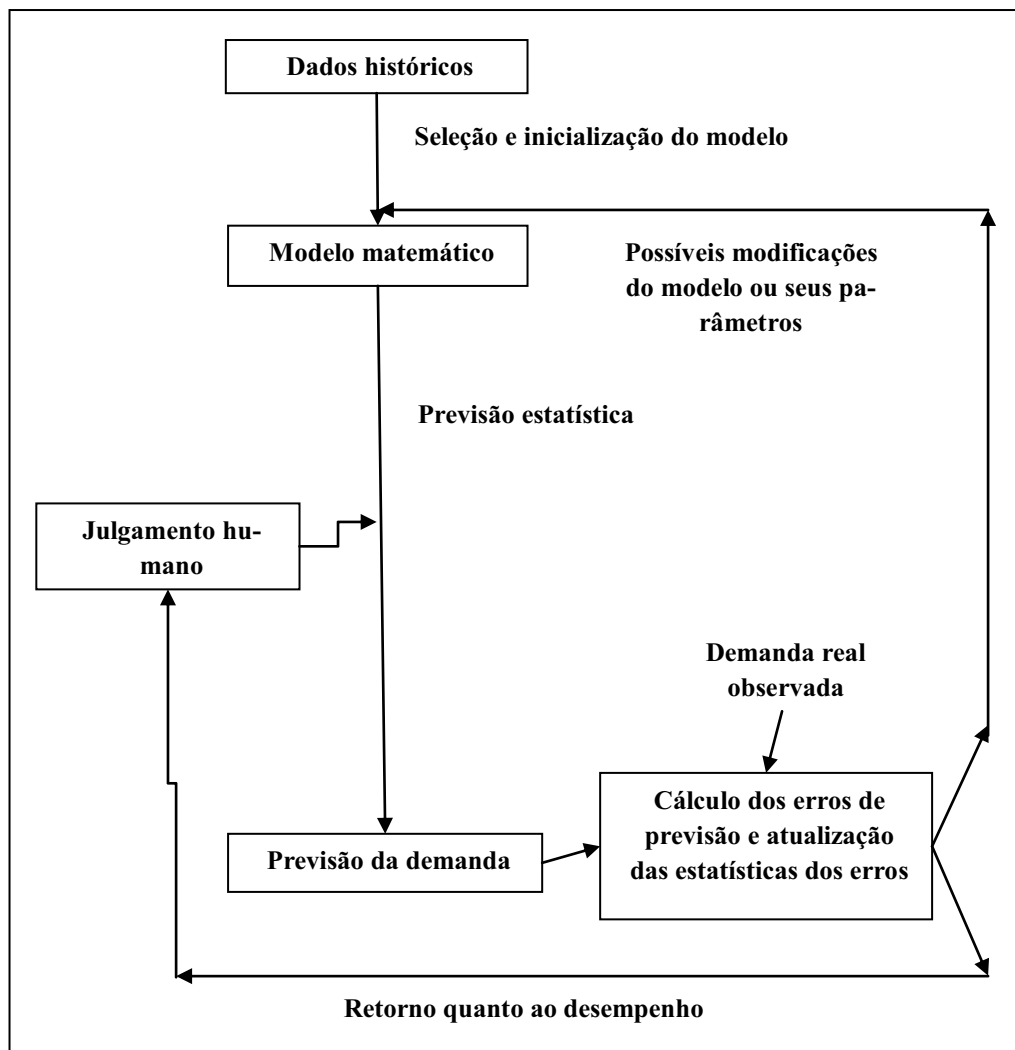 Dados históricos
Seleção e inicialização do modelo
Modelo matemático
Possíveis modificações
do modelo ou seus pa-
râmetros
Previsão estatística
Julgamento hu-
mano
Demanda real
observada
Cálculo dos erros de
previsão e atualização
das estatísticas dos erros
Previsão da demanda
Retorno quanto ao desempenho